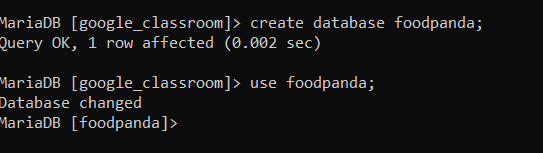 MariaDB [google_classroom]> create database foodpanda;
Query OK, 1 row affected (0.002 sec)
MariaDB [google_classroom]> use foodpanda;
Database changed
MariaDB [foodpanda]>